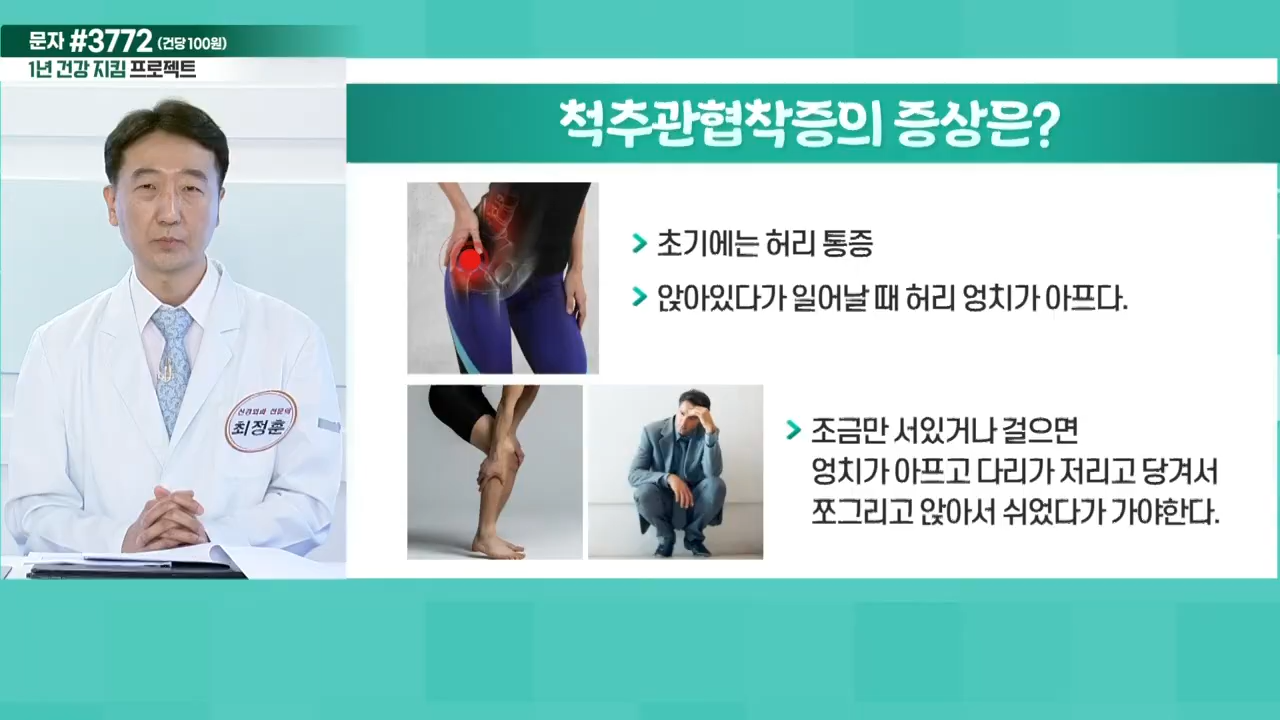 문자 #3772 (건당 100원)
1년 건강 지킴 프로젝트
척추관협착증의 증상은?
초기에는 허리 통증
앉아있다가 일어날 때 허리 엉치가 아프다.
신경외과 전문의
최정훈
조금만 서있거나 걸으면
엉치가 아프고 다리가 저리고 당겨서
쪼그리고 앉아서 쉬었다가 가야한다.